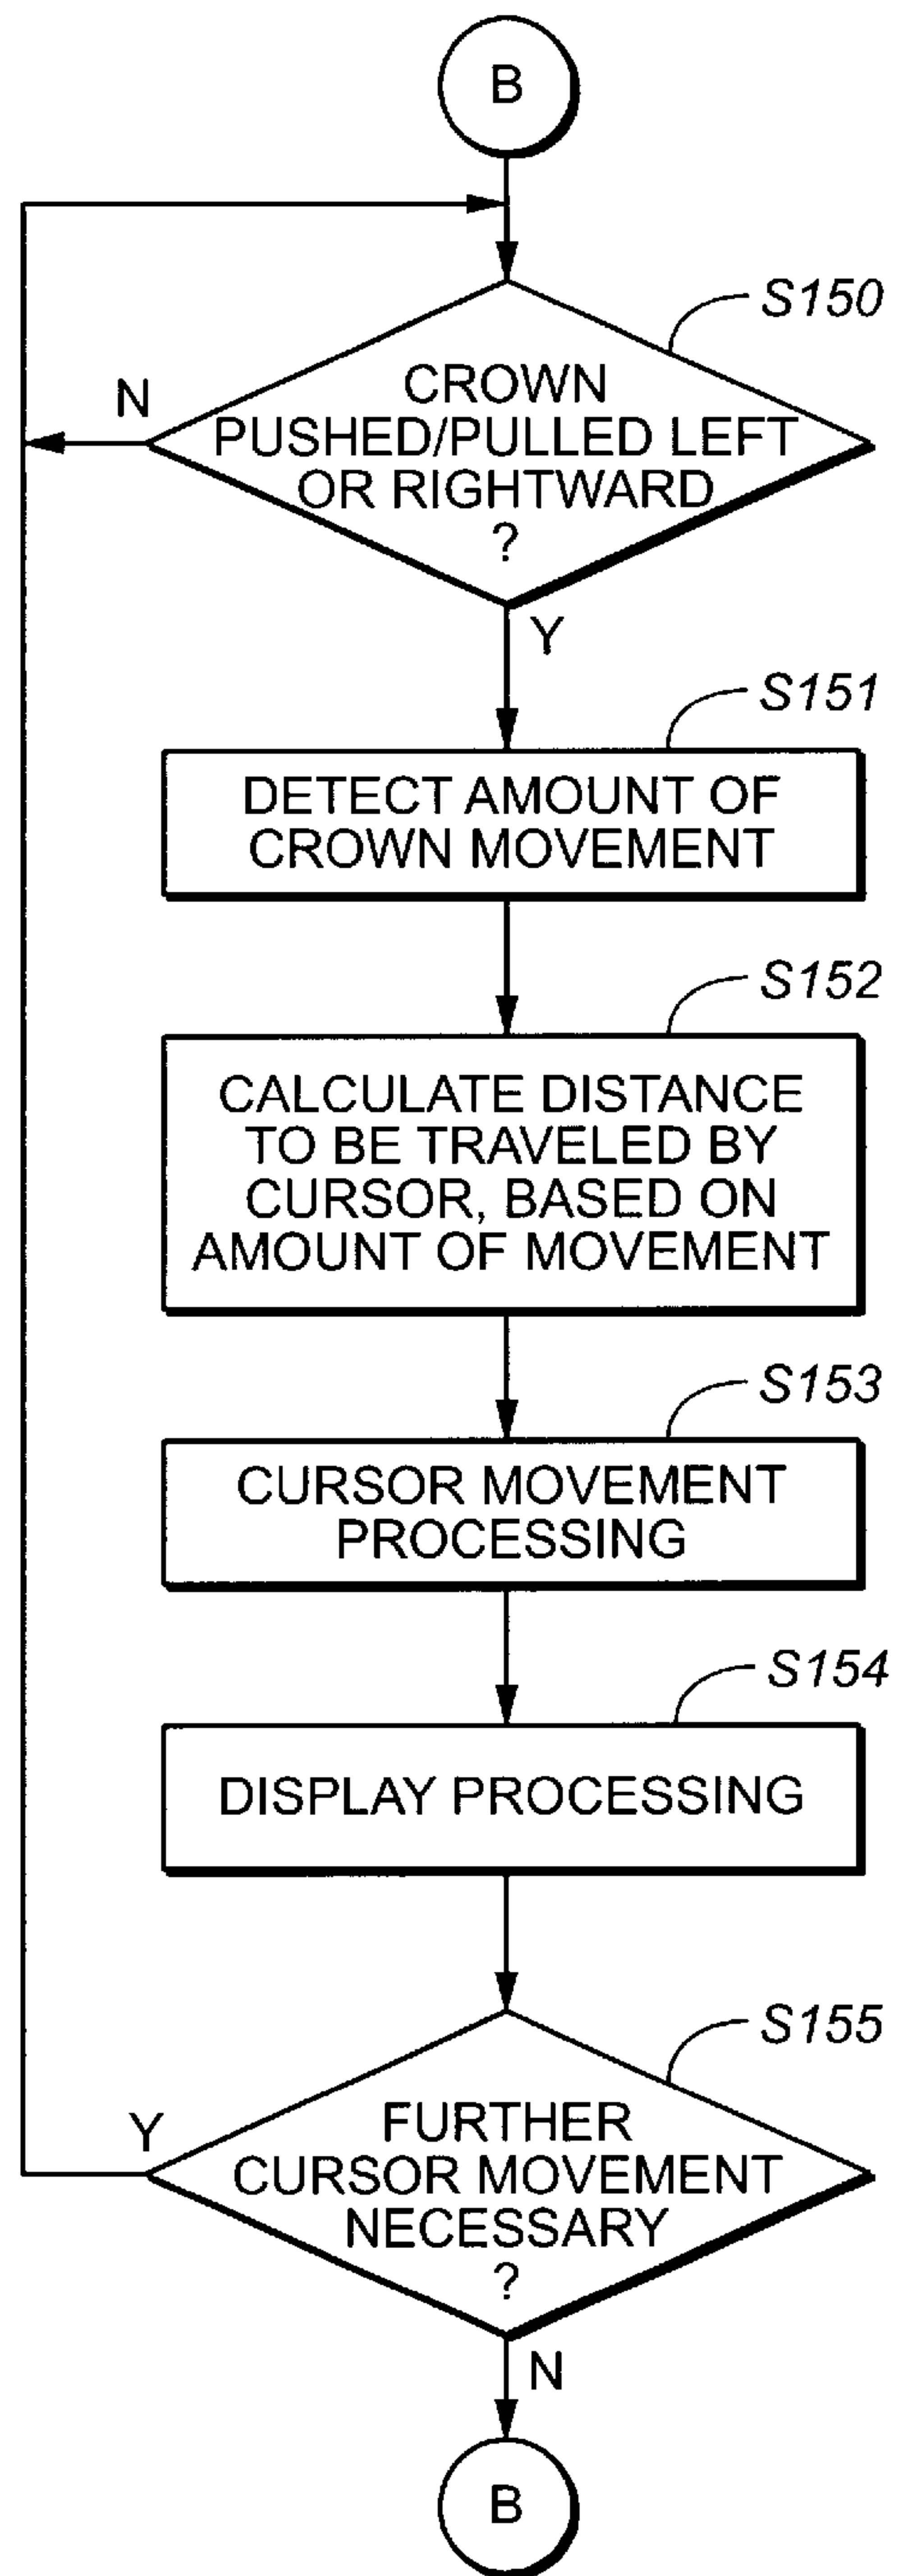 B
S150
CROWN
PUSHED/PULLED LEFT
OR RIGHTWARD
?
N
Y
S151
DETECT AMOUNT OF
CROWN MOVEMENT
S152
CALCULATE DISTANCE
TO BE TRAVELED BY
CURSOR, BASED ON
AMOUNT OF MOVEMENT
S153
CURSOR MOVEMENT
PROCESSING
S154
DISPLAY PROCESSING
S155
FURTHER
CURSOR MOVEMENT
NECESSARY
?
Y
N
B